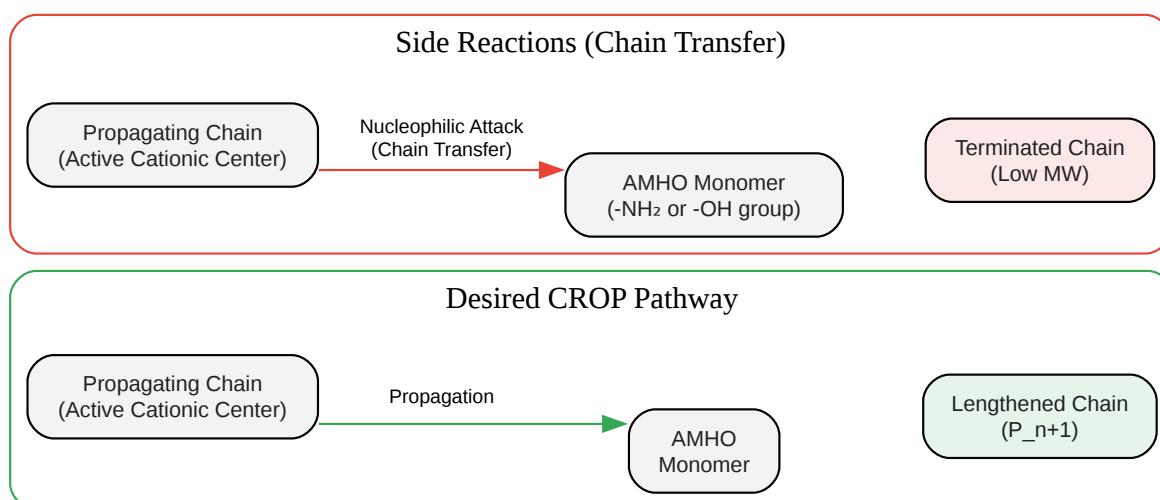 Side Reactions (Chain Transfer)
Propagating Chain
(Active Cationic Center)
Nucleophilic Attack
(Chain Transfer)
AMHO Monomer
(-NH₂ or -OH group)
Terminated Chain
(Low MW)
Desired CROP Pathway
Propagating Chain
(Active Cationic Center)
Propagation
AMHO
Monomer
Lengthened Chain
(P_n+1)